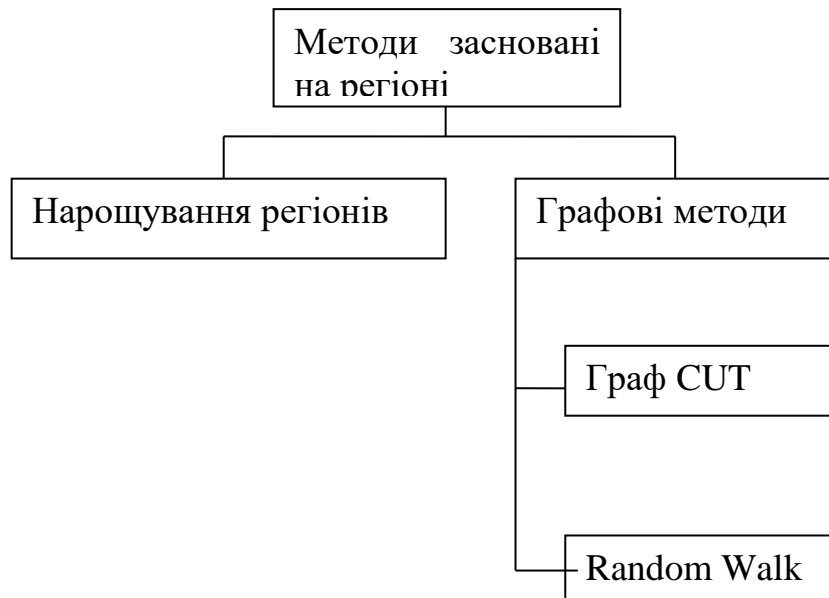 Методи засновані
на регіоні
Нарощування регіонів
Графові методи
Граф CUT
Random Walk